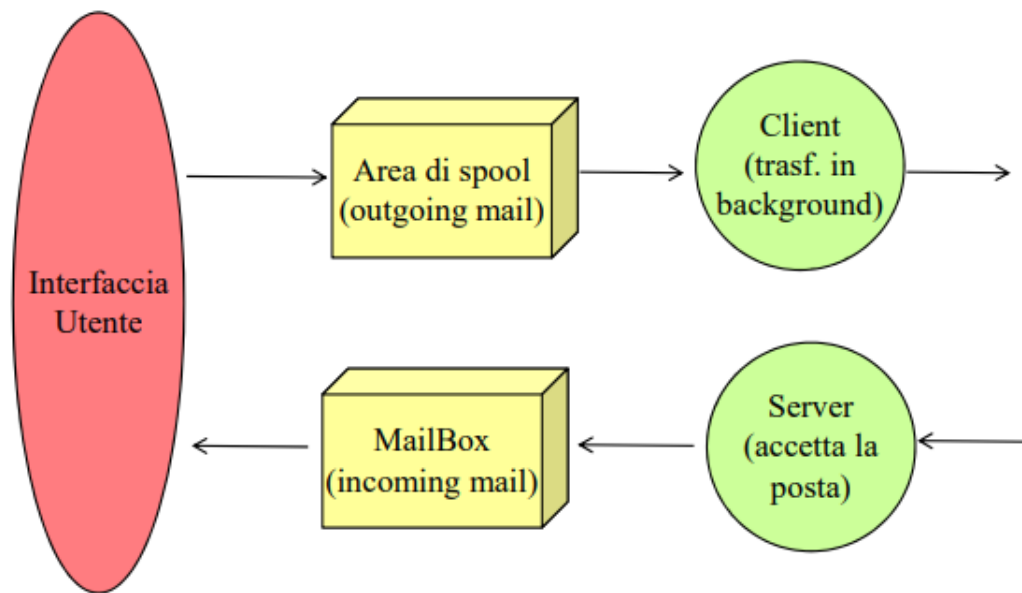 Interfaccia
Utente
Area di spool
(outgoing mail)
Client
(trasf. in
background)
MailBox
(incoming mail)
Server
(accetta la
posta)